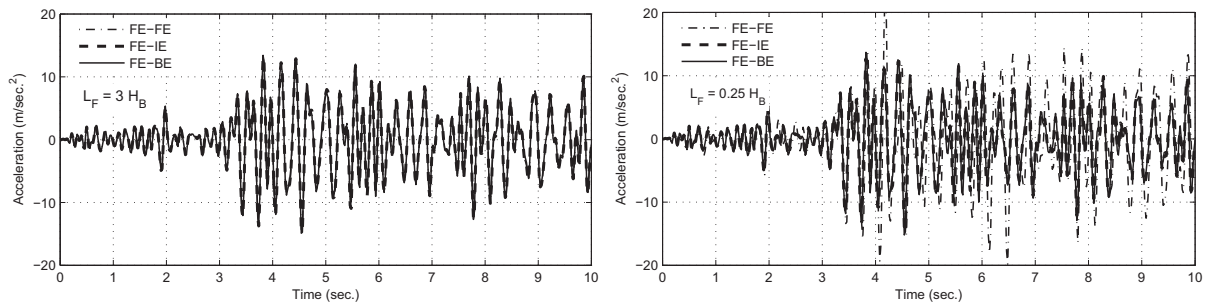 20
10
0
−10
−20
Acceleration (m/sec.²)
FE−FE
FE−IE
FE−BE
L_F = 3 H_B
0 1 2 3 4 5 6 7 8 9 10
Time (sec.)
20
10
0
−10
−20
Acceleration (m/sec.²)
FE−FE
FE−IE
FE−BE
L_F = 0.25 H_B
0 1 2 3 4 5 6 7 8 9 10
Time (sec.)